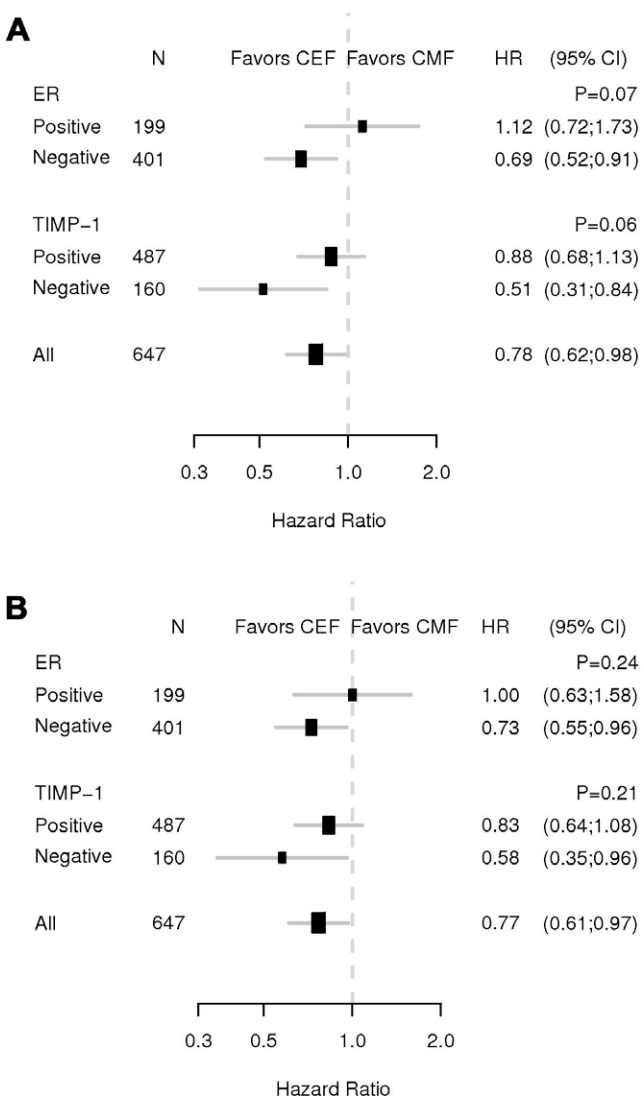 A
N Favors CEF Favors CMF HR (95% CI)
ER P=0.07
Positive 199 1.12 (0.72;1.73)
Negative 401 0.69 (0.52;0.91)
TIMP−1 P=0.06
Positive 487 0.88 (0.68;1.13)
Negative 160 0.51 (0.31;0.84)
All 647 0.78 (0.62;0.98)
0.3 0.5 1.0 2.0
Hazard Ratio
B
N Favors CEF Favors CMF HR (95% CI)
ER P=0.24
Positive 199 1.00 (0.63;1.58)
Negative 401 0.73 (0.55;0.96)
TIMP−1 P=0.21
Positive 487 0.83 (0.64;1.08)
Negative 160 0.58 (0.35;0.96)
All 647 0.77 (0.61;0.97)
0.3 0.5 1.0 2.0
Hazard Ratio